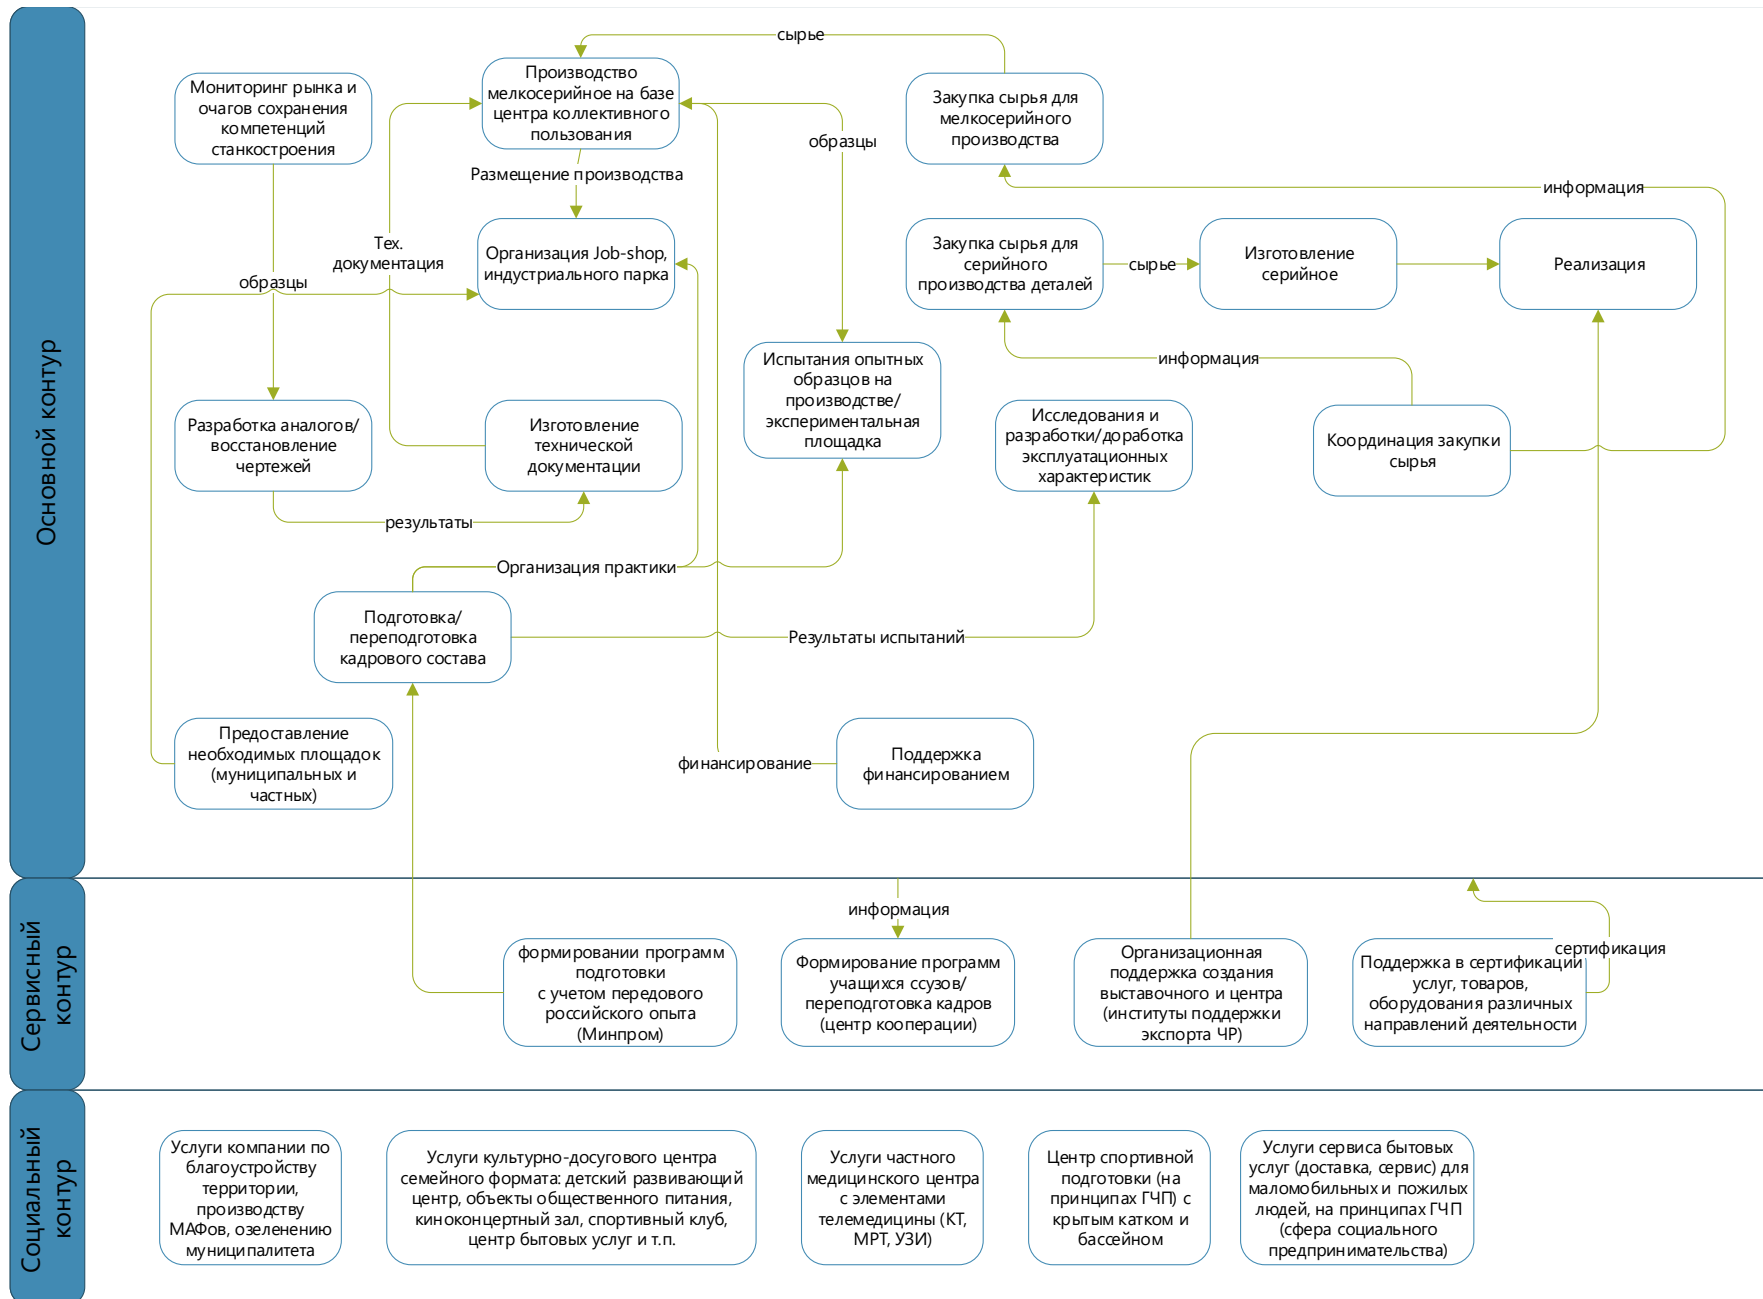 Основной контур
сырье
Производство
мелкосерийное на базе
центра коллективного
пользования
Мониторинг рынка и
очагов сохранения
компетенций
станкостроения
Закупка сырья для
мелкосерийного
производства
образцы
Размещение производства
информация
Тех.
документация
Организация Job-shop,
индустриального парка
Закупка сырья для
серийного
производства деталей
сырье
Изготовление
серийное
Реализация
образцы
информация
Испытания опытных
образцов на
производстве/
экспериментальная
площадка
Разработка аналогов/
восстановление
чертежей
Изготовление
технической
документации
Исследования и
разработки/доработка
эксплуатационных
характеристик
Координация закупки
сырья
результаты
Организация практики
Подготовка/
переподготовка
кадрового состава
Результаты испытаний
Предоставление
необходимых площадок
(муниципальных и
частных)
финансирование
Поддержка
финансированием
Сервисный
контур
информация
формировании программ
подготовки
с учетом передового
российского опыта
(Минпром)
Формирование программ
учащихся ссузов/
переподготовка кадров
(центр кооперации)
Организационная
поддержка создания
выставочного и центра
(институты поддержки
экспорта ЧР)
сертификация
Поддержка в сертификации
услуг, товаров,
оборудования различных
направлений деятельности
Социальный
контур
Услуги компании по
благоустройству
территории,
производству
МАФов, озеленению
муниципалитета
Услуги культурно-досугового центра
семейного формата: детский развивающий
центр, объекты общественного питания,
киноконцертный зал, спортивный клуб,
центр бытовых услуг и т.п.
Услуги частного
медицинского центра
с элементами
телемедицины (КТ,
МРТ, УЗИ)
Центр спортивной
подготовки (на
принципах ГЧП) с
крытым катком и
бассейном
Услуги сервиса бытовых
услуг (доставка, сервис) для
маломобильных и пожилых
людей, на принципах ГЧП
(сфера социального
предпринимательства)